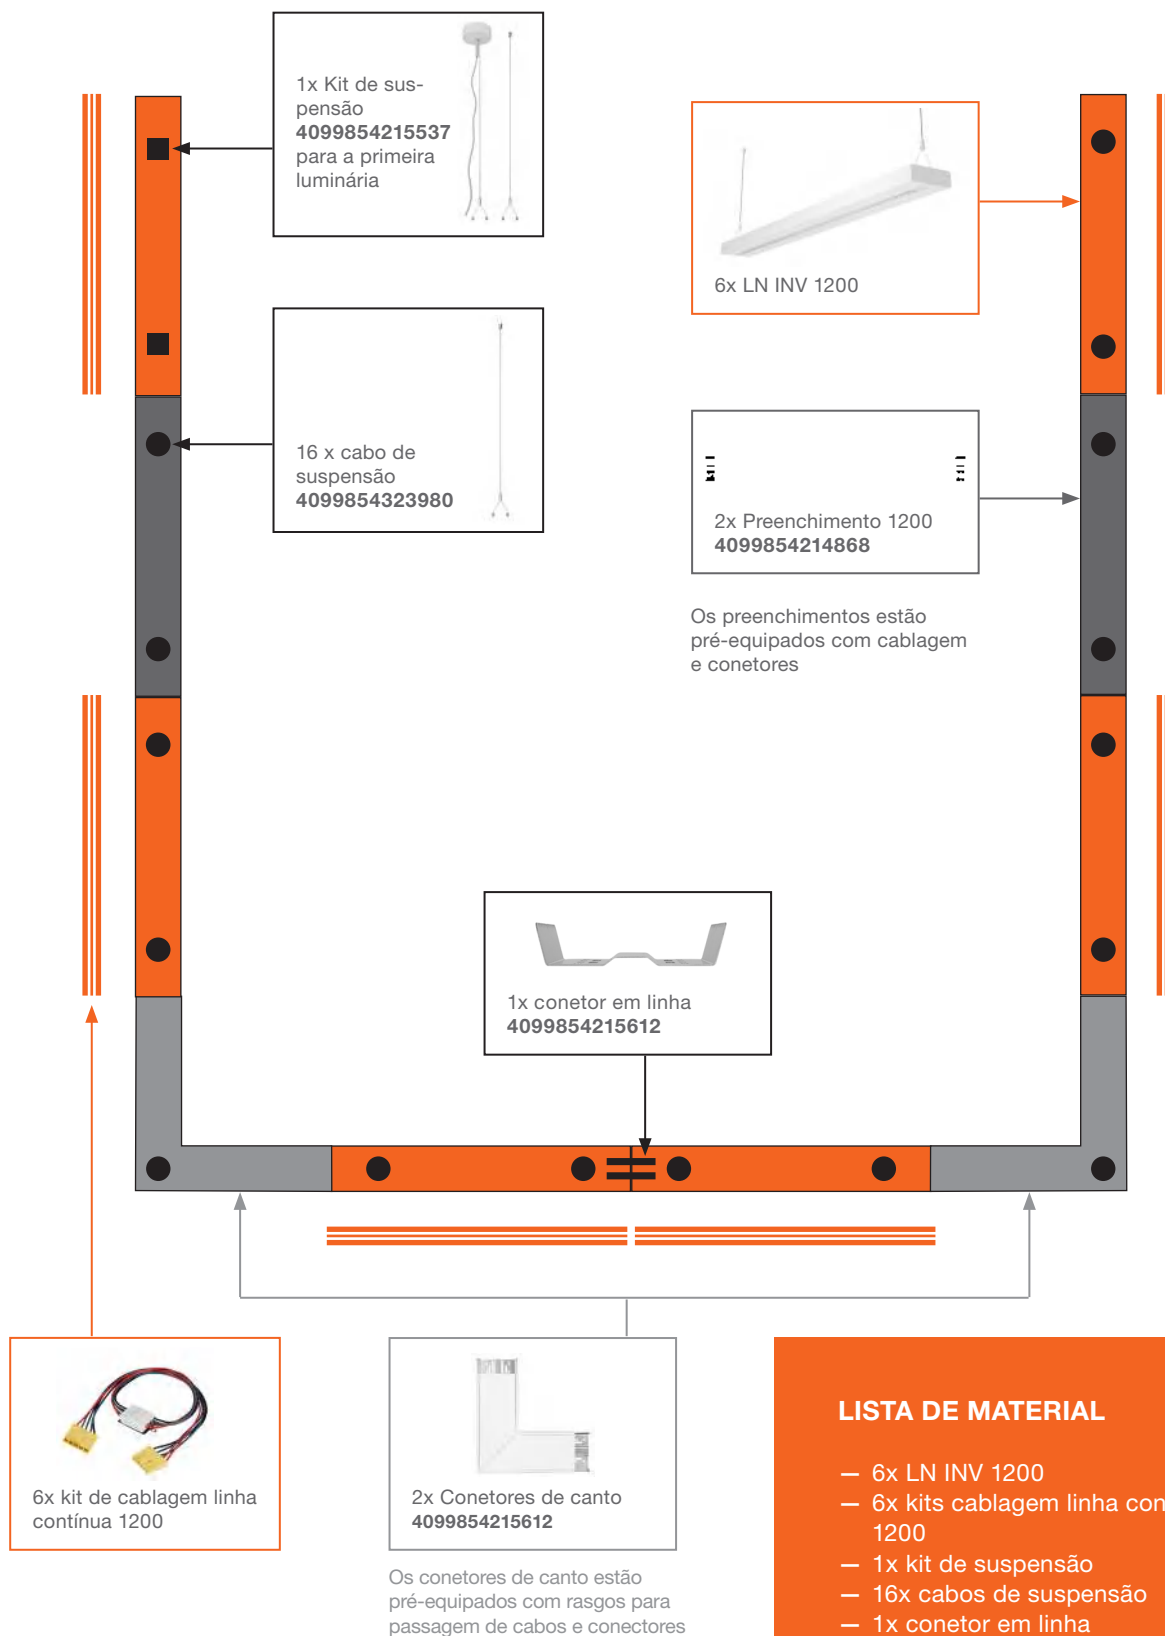 1x Kit de sus-
pensão
4099854215537
para a primeira
luminária
6x LN INV 1200
16 x cabo de
suspensão
4099854323980
2x Preenchimento 1200
4099854214868
Os preenchimentos estão
pré-equipados com cablagem
e conetores
1x conetor em linha
4099854215612
6x kit de cablagem linha
contínua 1200
2x Conetores de canto
4099854215612
Os conetores de canto estão
pré-equipados com rasgos para
passagem de cabos e conectores
LISTA DE MATERIAL
— 6x LN INV 1200
— 6x kits cablagem linha con
1200
— 1x kit de suspensão
— 16x cabos de suspensão
— 1x conetor em linha